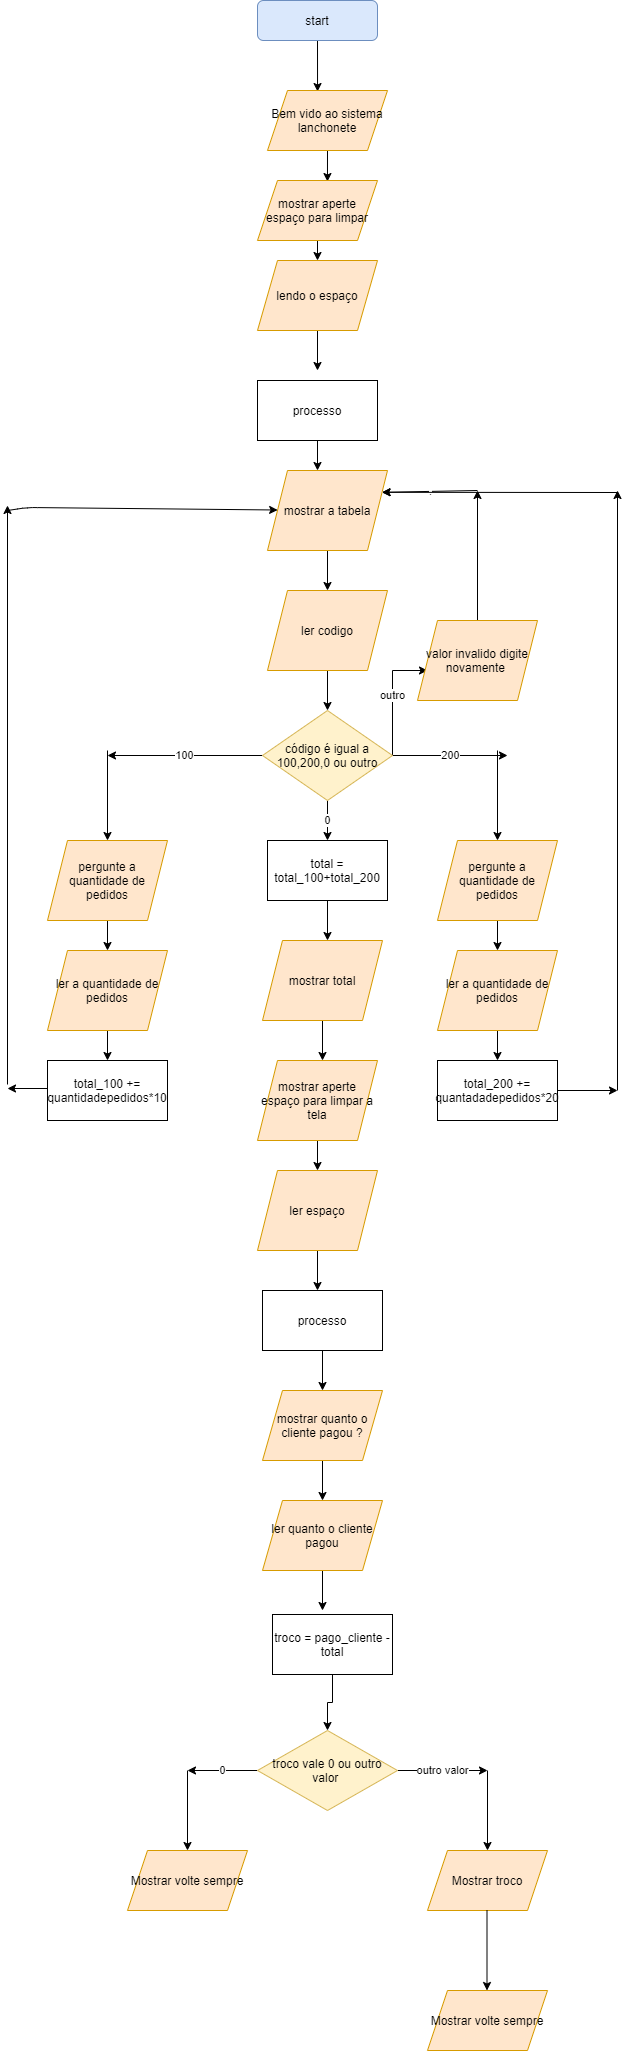 start
Bem vido ao sistema
lanchonete
mostrar aperte
espaço para limpar
lendo o espaço
processo
mostrar a tabela
ler codigo
valor invalido digite
novamente
outro
código é igual a
100,200,0 ou outro
100
200
0
pergunte a
quantidade de
pedidos
total =
total_100+total_200
pergunte a
quantidade de
pedidos
ler a quantidade de
pedidos
mostrar total
ler a quantidade de
pedidos
total_100 +=
quantidadepedidos*10
mostrar aperte
espaço para limpar a
tela
total_200 +=
quantadadepedidos*20
ler espaço
processo
mostrar quanto o
cliente pagou ?
ler quanto o cliente
pagou
troco = pago_cliente -
total
troco vale 0 ou outro
valor
0
outro valor
Mostrar volte sempre
Mostrar troco
Mostrar volte sempre